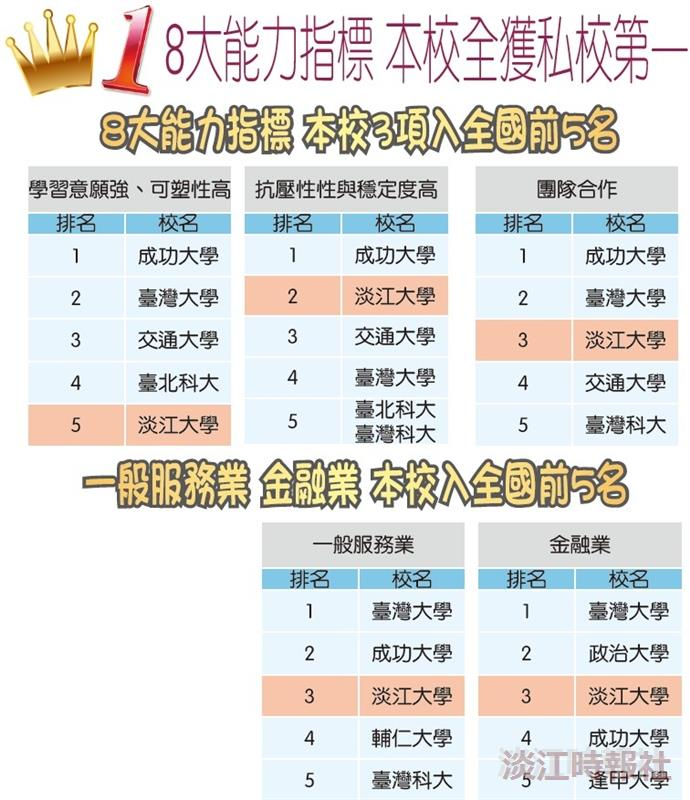 1
8大能力指標 本校全獲私校第一
8大能力指標 本校3項入全國前5名
學習意願強、可塑性高
排名 校名
1 成功大學
2 臺灣大學
3 交通大學
4 臺北科大
5 淡江大學
抗壓性性與穩定度高
排名 校名
1 成功大學
2 淡江大學
3 交通大學
4 臺灣大學
5 臺北科大
臺灣科大
團隊合作
排名 校名
1 成功大學
2 臺灣大學
3 淡江大學
4 交通大學
5 臺灣科大
一般服務業 金融業 本校入全國前5名
一般服務業
排名 校名
1 臺灣大學
2 成功大學
3 淡江大學
4 輔仁大學
5 臺灣科大
金融業
排名 校名
1 臺灣大學
2 政治大學
3 淡江大學
4 成功大學
5 逢甲大學
淡江時報社